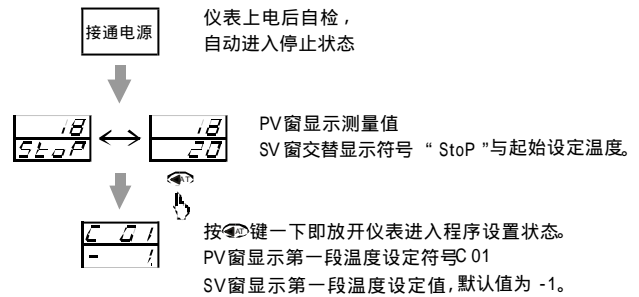 接通电源
仪表上电后自检，
自动进入停止状态
18
StoP
18
20
PV窗显示测量值
SV窗交替显示符号 “ StoP ”与起始设定温度。
AT
C 01
- 1.
按AT键一下即放开仪表进入程序设置状态。
PV窗显示第一段温度设定符号C 01
SV窗显示第一段温度设定值,默认值为 -1。